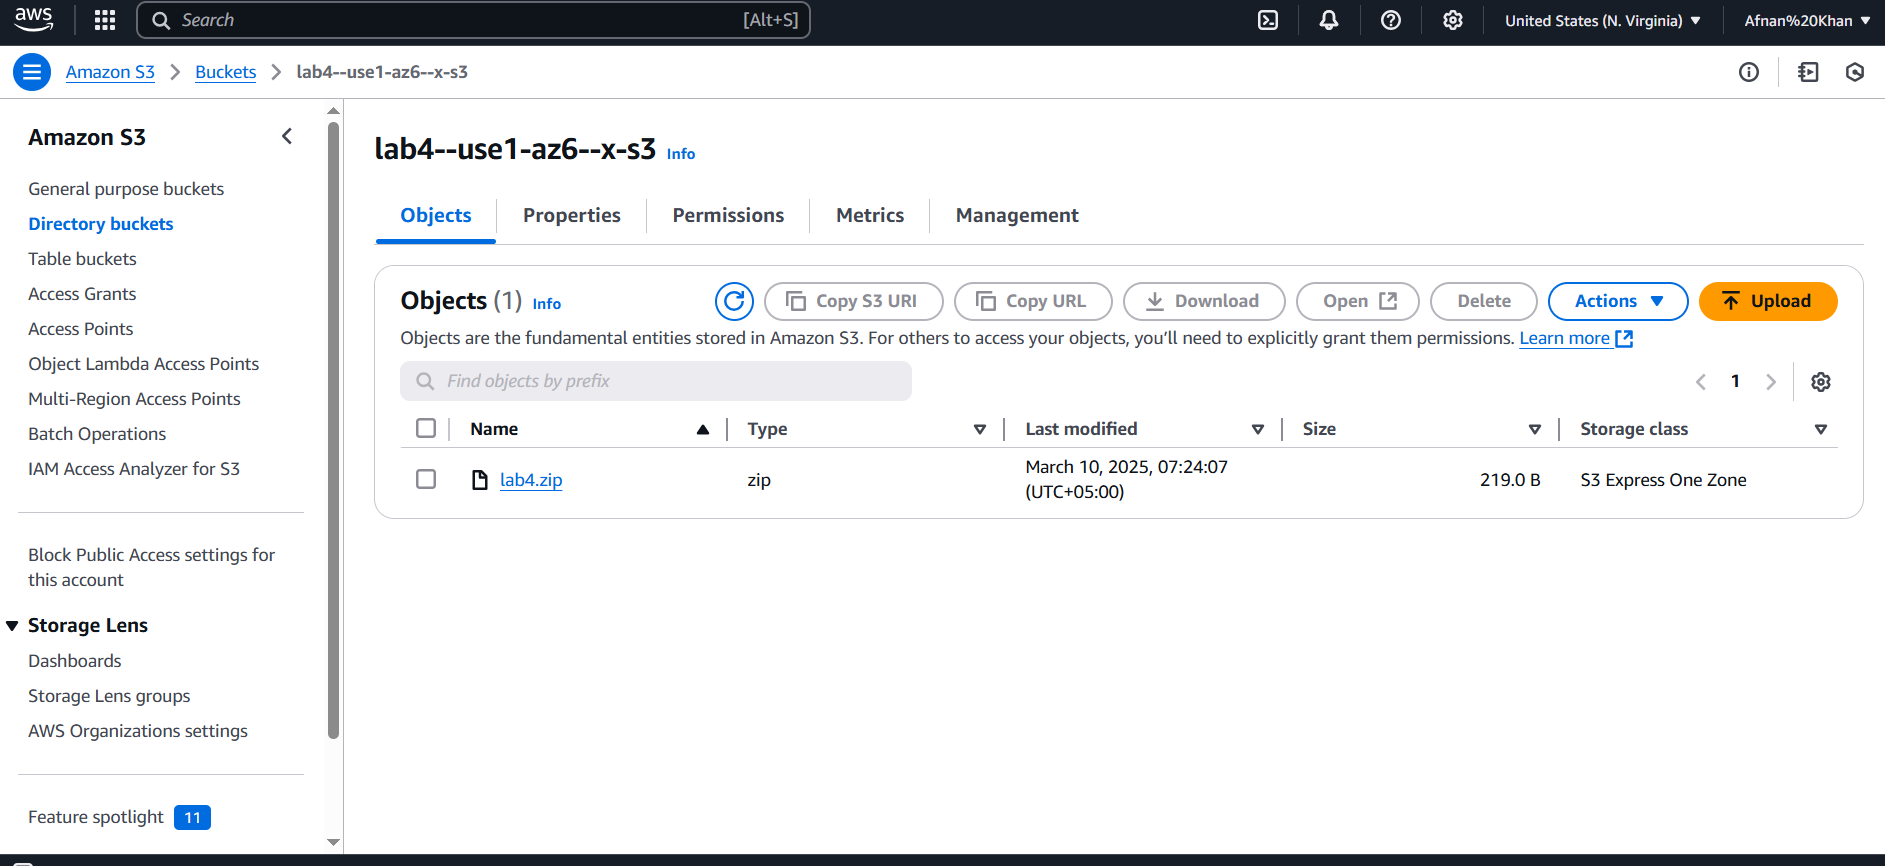 aws
Search [Alt+S]
United States (N. Virginia)
Afnan%20Khan
Amazon S3 > Buckets > lab4--use1-az6--x-s3
Amazon S3
General purpose buckets
Directory buckets
Table buckets
Access Grants
Access Points
Object Lambda Access Points
Multi-Region Access Points
Batch Operations
IAM Access Analyzer for S3
Block Public Access settings for
this account
Storage Lens
Dashboards
Storage Lens groups
AWS Organizations settings
Feature spotlight 11
lab4--use1-az6--x-s3 Info
Objects Properties Permissions Metrics Management
Objects (1) Info
Copy S3 URI Copy URL Download Open Delete Actions Upload
Objects are the fundamental entities stored in Amazon S3. For others to access your objects, you’ll need to explicitly grant them permissions. Learn more
Find objects by prefix
1
Name Type Last modified Size Storage class
lab4.zip zip March 10, 2025, 07:24:07 219.0 B S3 Express One Zone
(UTC+05:00)